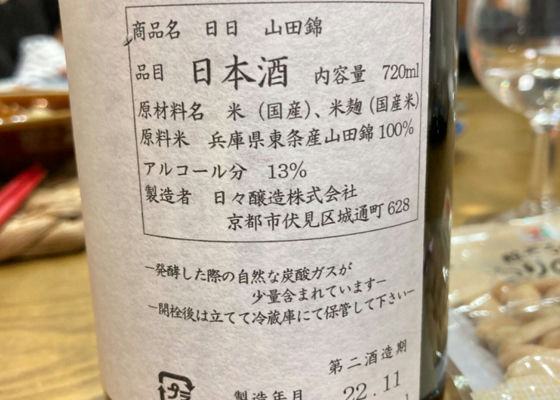 商品名 日日 山田錦
品目 日本酒 内容量 720ml
原材料名 米(国産)、米麹(国産米)
原料米 兵庫県東条産山田錦100%
アルコール分 13%
製造者 日々醸造株式会社
京都市伏見区城通町628
−発酵した際の自然な炭酸ガスが
少量含まれています−
−開栓後は立てて冷蔵庫にて保管して下さい−
第二酒造期
プラ
製造年月 22.11